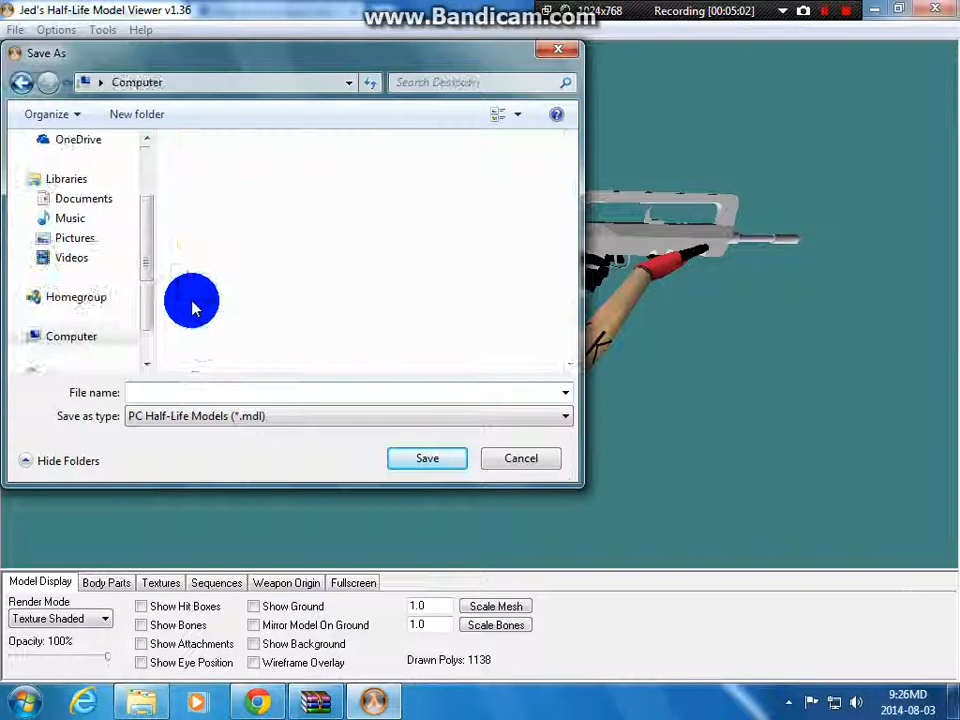 Jed's Half-Life Model Viewer v1.36
www.Bandicam.com
1024x768
Recording [00:05:02]
File Options Tools Help
Save As
Computer
Organize
New folder
OneDrive
Libraries
Documents
Music
Pictures
Videos
Homegroup
Computer
File name:
Save as type: PC Half-Life Models (*.mdl)
Hide Folders
Save
Cancel
K
Model Display Body Parts Textures Sequences Weapon Origin Fullscreen
Render Mode
Texture Shaded
Opacity: 100%
Show Hit Boxes
Show Bones
Show Attachments
Show Eye Position
Show Ground
Mirror Model On Ground
Show Background
Wireframe Overlay
1.0 Scale Mesh
1.0 Scale Bones
Drawn Polys: 1138
9:26MD
2014-08-03